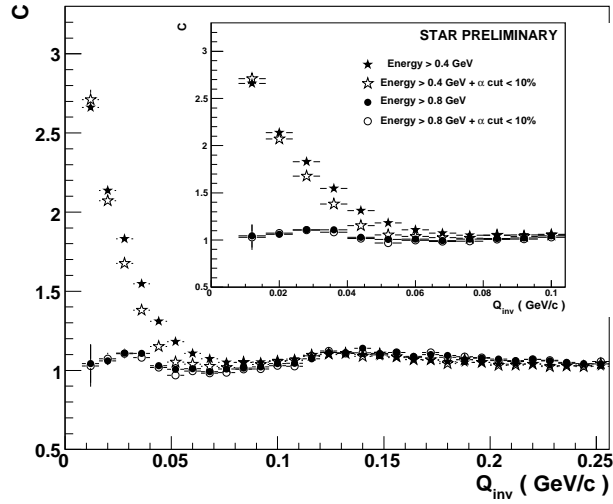 C
3
2.5
2
1.5
1
0.5
0
0.05
0.1
0.15
0.2
0.25
Q_inv ( GeV/c )
C
3
2.5
2
1.5
1
0.5
0
0.02
0.04
0.06
0.08
0.1
Q_inv ( GeV/c )
STAR PRELIMINARY
Energy > 0.4 GeV
Energy > 0.4 GeV + α cut < 10%
Energy > 0.8 GeV
Energy > 0.8 GeV + α cut < 10%